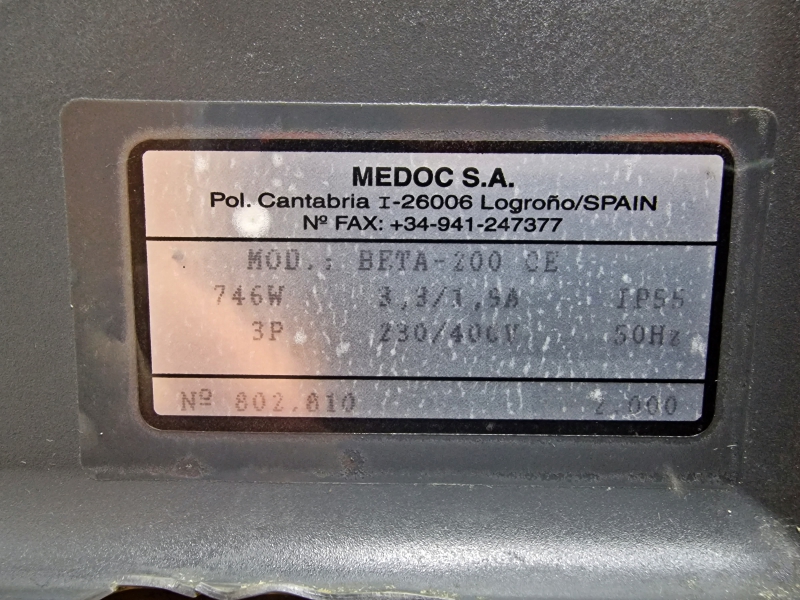 MEDOC S.A.
Pol. Cantabria I-26006 Logroño/SPAIN
Nº FAX: +34-941-247377
MOD.: BETA-200 CE
746W 3,3/1,9A IP55
3P 230/400V 50Hz
Nº 802.810 2.000